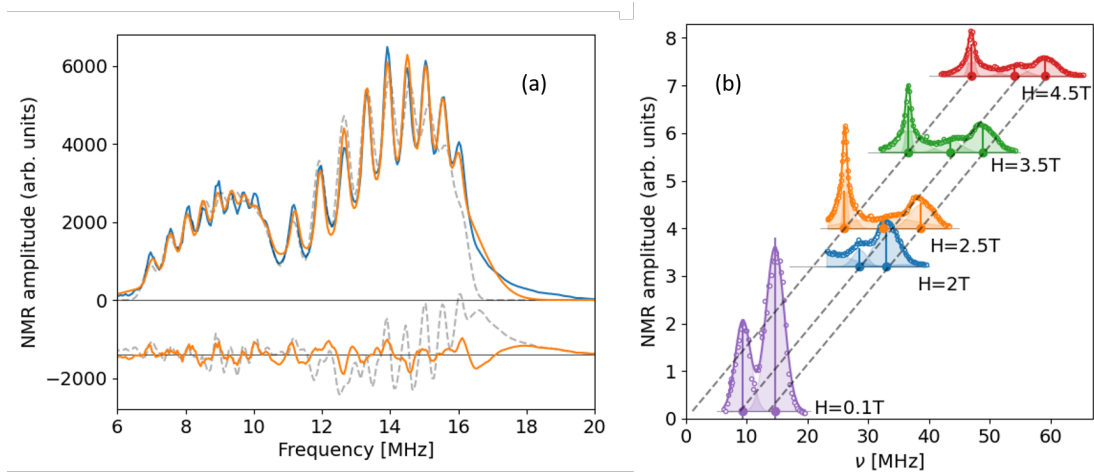 NMR amplitude (arb. units)
6000
4000
2000
0
−2000
(a)
6 8 10 12 14 16 18 20
Frequency [MHz]
NMR amplitude (arb. units)
8
7
6
5
4
3
2
1
0
(b)
H=4.5T
H=3.5T
H=2.5T
H=2T
H=0.1T
0 10 20 30 40 50 60
ν [MHz]